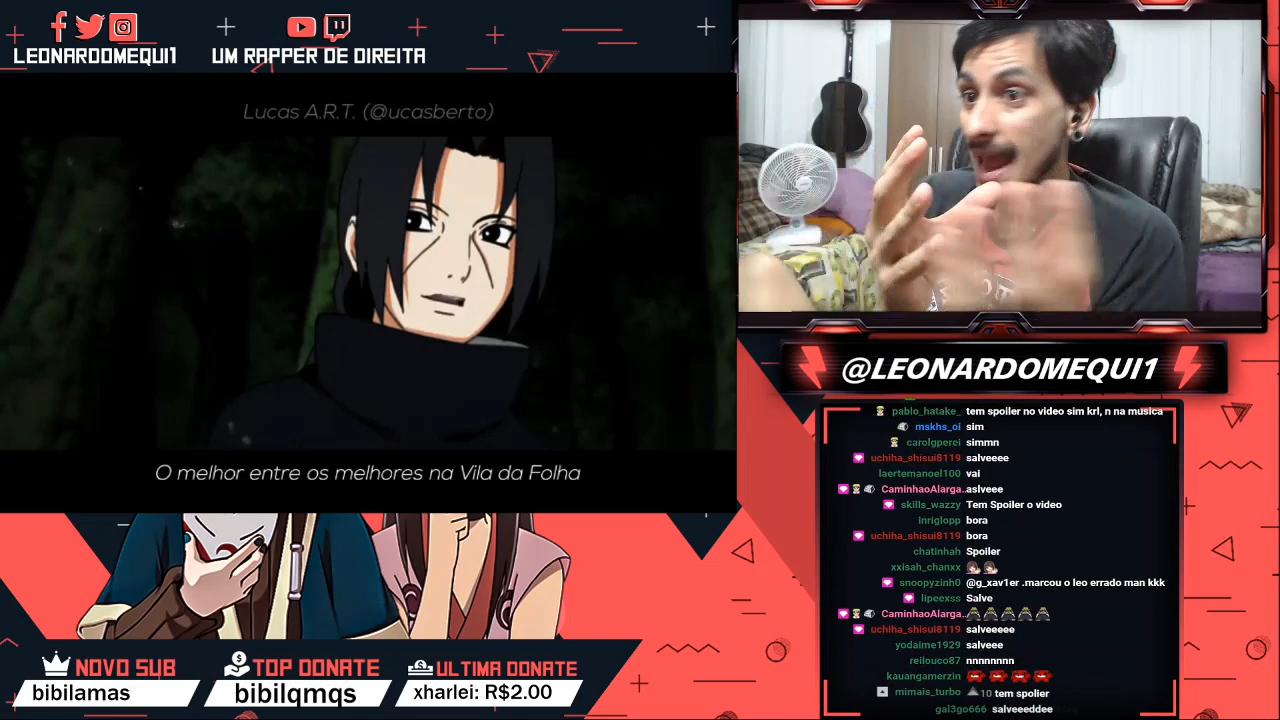 LEONARDOMEQUI1
UM RAPPER DE DIREITA
Lucas A.R.T. (@ucasberto)
O melhor entre os melhores na Vila da Folha
@LEONARDOMEQUI1
pablo_hatake_ tem spoiler no video sim krl, n na musica
mskhs_oi sim
carolgperei simmn
uchiha_shisui8119 salveeee
laertemanoel100 vai
CaminhaoAlarga.. aslveee
skills_wazzy Tem Spoiler o video
inriglopp bora
uchiha_shisui8119 bora
chatinhah Spoiler
xxisah_chanxx
snoopyzinh0 @g_xav1er .marcou o leo errado man kkk
lipeexss Salve
CaminhaoAlarga..
uchiha_shisui8119 salveeeee
yodaime1929 salveee
reilouco87 nnnnnnnn
kauangamerzin
mimais_turbo 10 tem spolier
gal3go666 salveeeddee
NOVO SUB
bibilamas
TOP DONATE
bibilqmqs
ULTIMA DONATE
xharlei: R$2.00